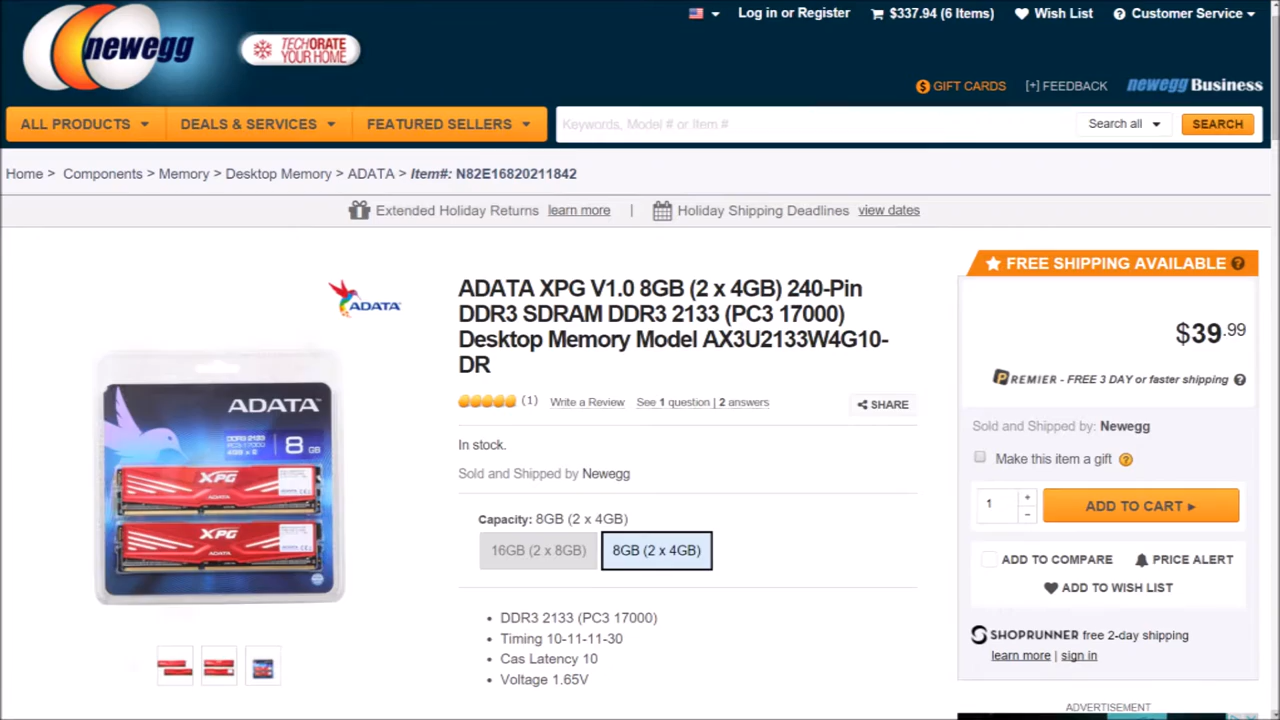 Log in or Register
$337.94 (6 Items)
Wish List
Customer Service
newegg
TECHORATE
YOUR HOME
GIFT CARDS
[+] FEEDBACK
newegg Business
ALL PRODUCTS
DEALS & SERVICES
FEATURED SELLERS
Keywords, Model # or Item #
Search all
SEARCH
Home > Components > Memory > Desktop Memory > ADATA > Item#: N82E16820211842
Extended Holiday Returns learn more | Holiday Shipping Deadlines view dates
ADATA
ADATA
DDR3 2133
PC3 17000
4GB x 2
8 GB
XPG
ADATA
XPG
ADATA
ADATA XPG V1.0 8GB (2 x 4GB) 240-Pin
DDR3 SDRAM DDR3 2133 (PC3 17000)
Desktop Memory Model AX3U2133W4G10-
DR
(1) Write a Review See 1 question | 2 answers
SHARE
In stock.
Sold and Shipped by Newegg
Capacity: 8GB (2 x 4GB)
16GB (2 x 8GB)
8GB (2 x 4GB)
• DDR3 2133 (PC3 17000)
• Timing 10-11-11-30
• Cas Latency 10
• Voltage 1.65V
FREE SHIPPING AVAILABLE ?
$39.99
PREMIER - FREE 3 DAY or faster shipping ?
Sold and Shipped by: Newegg
Make this item a gift ?
1
+
-
ADD TO CART
ADD TO COMPARE
PRICE ALERT
ADD TO WISH LIST
SHOPRUNNER free 2-day shipping
learn more | sign in
ADVERTISEMENT